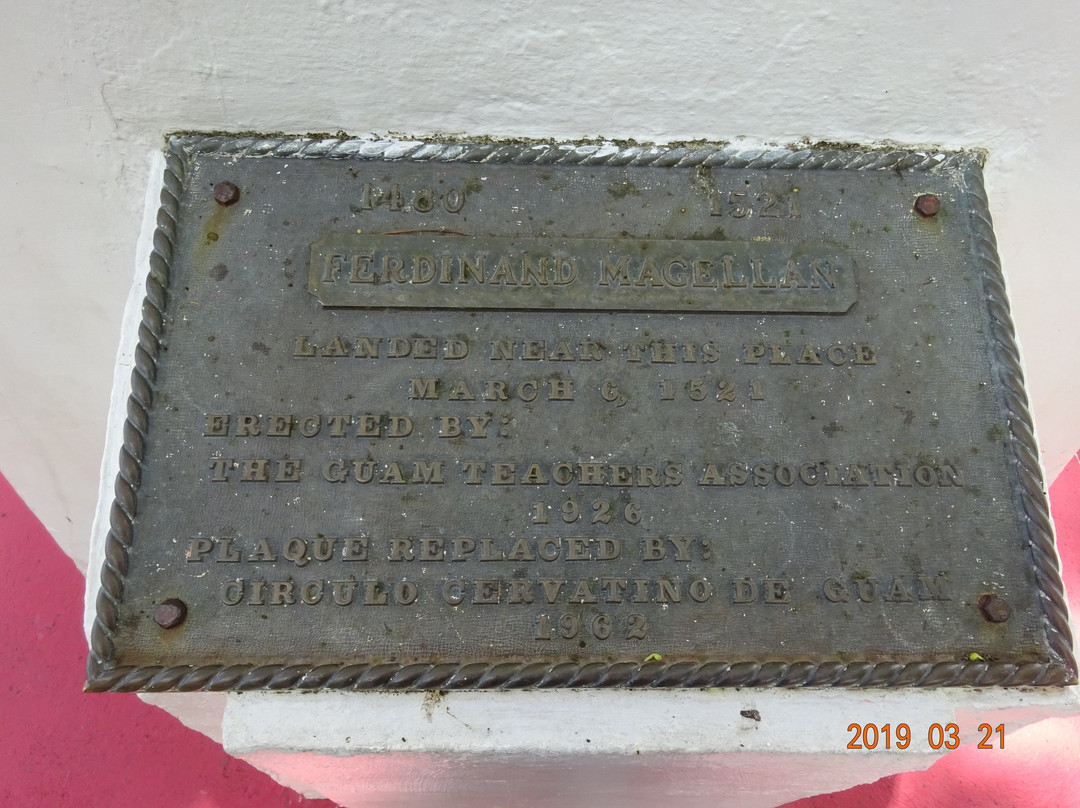 1480 1521
FERDINAND MAGELLAN
LANDED NEAR THIS PLACE
MARCH 6, 1521
ERECTED BY:
THE GUAM TEACHERS ASSOCIATION
1926
PLAQUE REPLACED BY:
CIRCULO CERVATINO DE GUAM
1962
2019 03 21